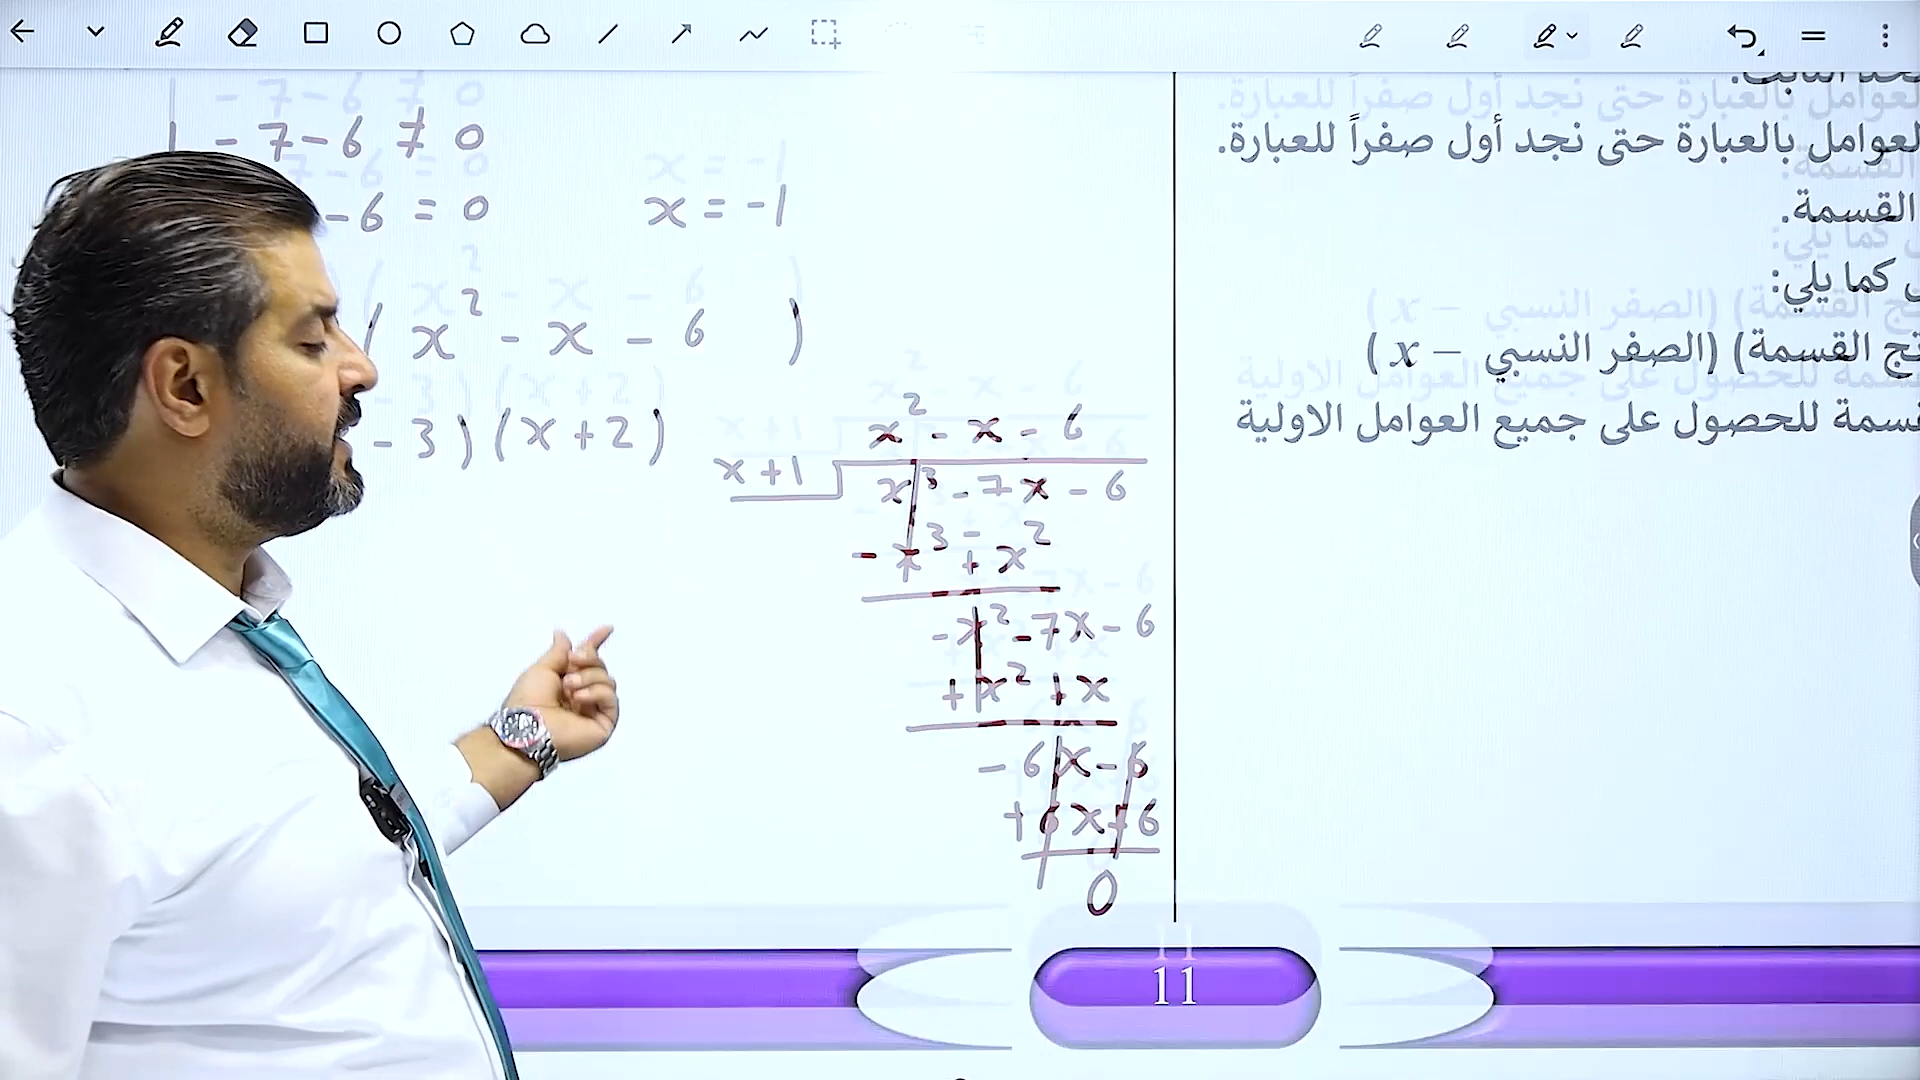 1 - 7 - 6 ≠ 0
- 6 = 0 x = -1
( x² - x - 6 )
- 3 ) ( x + 2 )
x² - x - 6
x + 1 x³ - 7x - 6
- x³ + x²
- x² - 7x - 6
+ x² + x
- 6x - 6
+ 6x + 6
0
العوامل بالعبارة حتى نجد أول صفراً للعبارة.
القسمة.
كما يلي:
القسمة) (الصفر النسبي − x )
للحصول على جميع العوامل الاولية
11